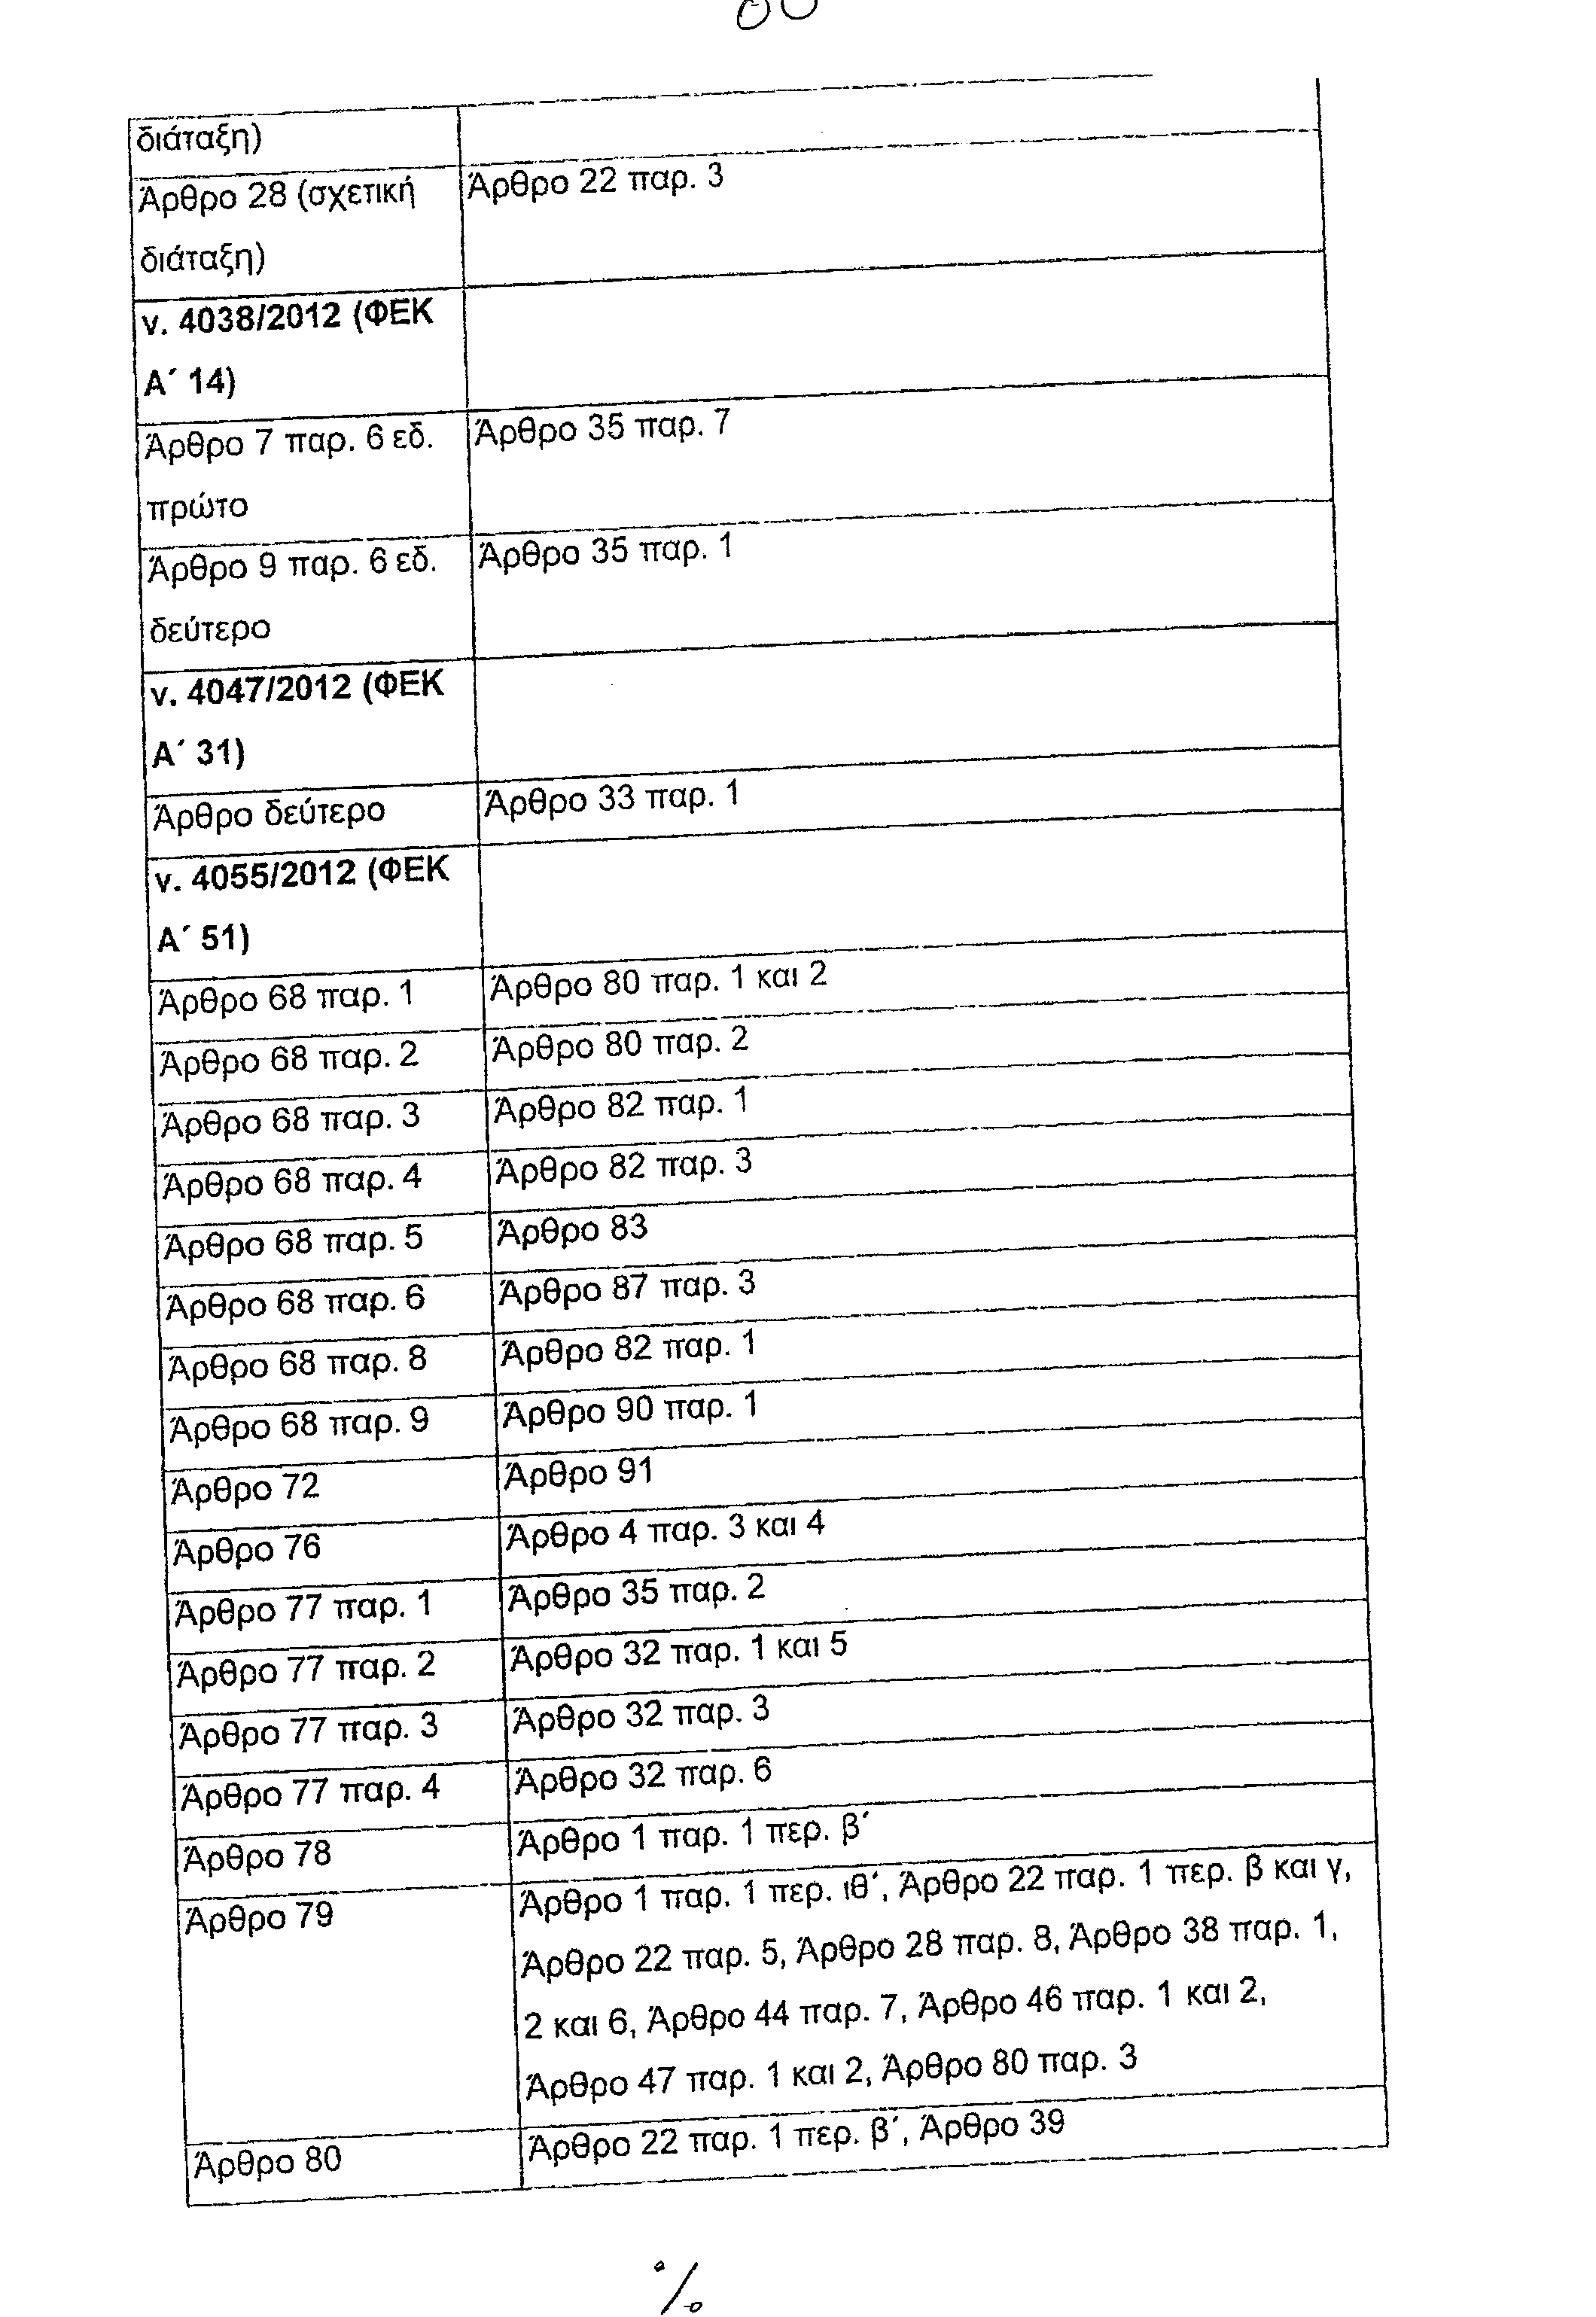 διάταξη)
Άρθρο 28 (σχετική Άρθρο 22 παρ. 3
διάταξη)
ν. 4038/2012 (ΦΕΚ
Α΄ 14)
Άρθρο 7 παρ. 6 εδ. Άρθρο 35 παρ. 7
πρώτο
Άρθρο 9 παρ. 6 εδ. Άρθρο 35 παρ. 1
δεύτερο
ν. 4047/2012 (ΦΕΚ
Α΄ 31)
Άρθρο δεύτερο Άρθρο 33 παρ. 1
ν. 4055/2012 (ΦΕΚ
Α΄ 51)
Άρθρο 68 παρ. 1 Άρθρο 80 παρ. 1 και 2
Άρθρο 68 παρ. 2 Άρθρο 80 παρ. 2
Άρθρο 68 παρ. 3 Άρθρο 82 παρ. 1
Άρθρο 68 παρ. 4 Άρθρο 82 παρ. 3
Άρθρο 68 παρ. 5 Άρθρο 83
Άρθρο 68 παρ. 6 Άρθρο 87 παρ. 3
Άρθρο 68 παρ. 8 Άρθρο 82 παρ. 1
Άρθρο 68 παρ. 9 Άρθρο 90 παρ. 1
Άρθρο 72 Άρθρο 91
Άρθρο 76 Άρθρο 4 παρ. 3 και 4
Άρθρο 77 παρ. 1 Άρθρο 35 παρ. 2
Άρθρο 77 παρ. 2 Άρθρο 32 παρ. 1 και 5
Άρθρο 77 παρ. 3 Άρθρο 32 παρ. 3
Άρθρο 77 παρ. 4 Άρθρο 32 παρ. 6
Άρθρο 78 Άρθρο 1 παρ. 1 περ. β΄
Άρθρο 79 Άρθρο 1 παρ. 1 περ. ιθ΄, Άρθρο 22 παρ. 1 περ. β και γ,
Άρθρο 22 παρ. 5, Άρθρο 28 παρ. 8, Άρθρο 38 παρ. 1,
2 και 6, Άρθρο 44 παρ. 7, Άρθρο 46 παρ. 1 και 2,
Άρθρο 47 παρ. 1 και 2, Άρθρο 80 παρ. 3
Άρθρο 80 Άρθρο 22 παρ. 1 περ. β΄, Άρθρο 39
%